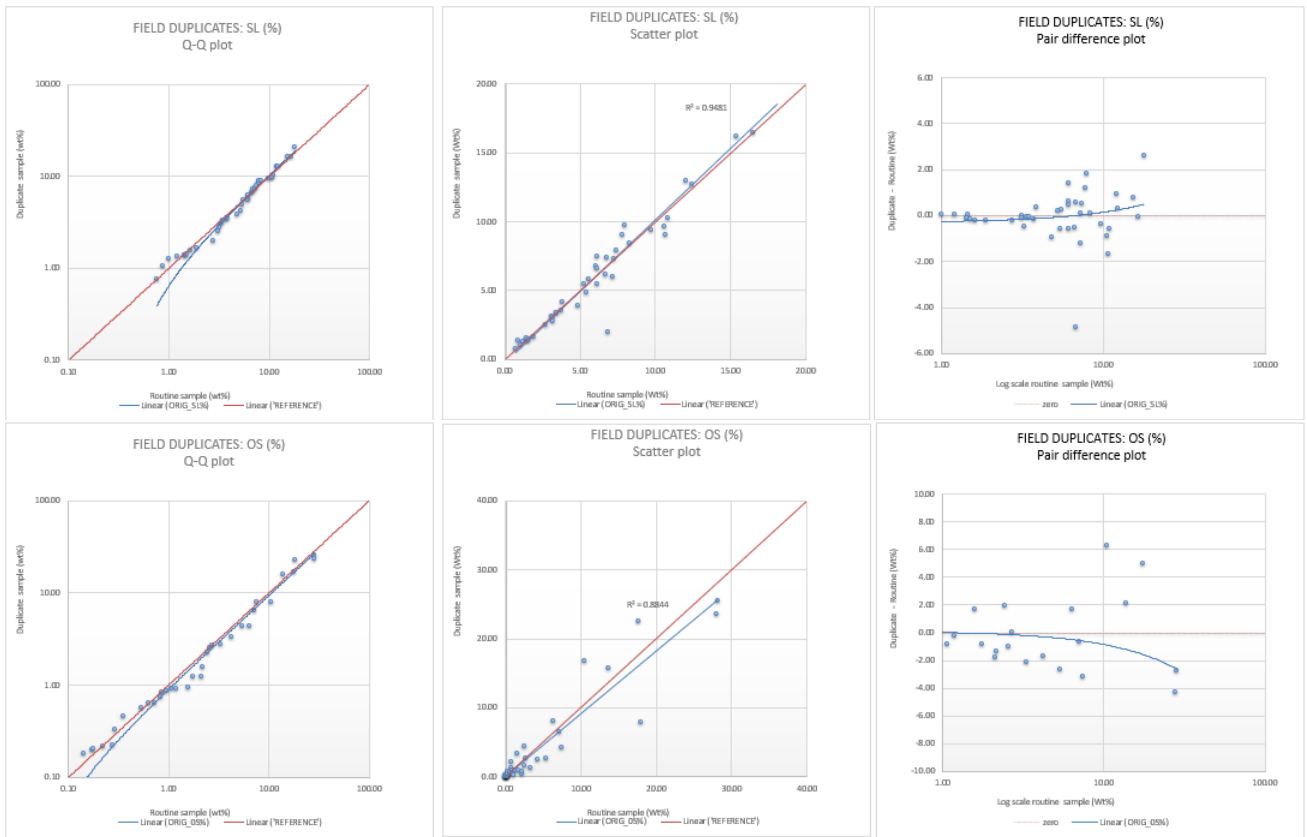 FIELD DUPLICATES: SL (%)
Q-Q plot
100.00
10.00
1.00
0.10
0.10
1.00
10.00
100.00
Duplicate sample (wt%)
Routine sample (wt%)
Linear (ORIG_SL%)
Linear ('REFERENCE')
FIELD DUPLICATES: SL (%)
Scatter plot
R² = 0.9481
20.00
15.00
10.00
5.00
0.00
0.00
5.00
10.00
15.00
20.00
Duplicate sample (Wt%)
Routine sample (Wt%)
Linear (ORIG_SL%)
Linear ('REFERENCE')
FIELD DUPLICATES: SL (%)
Pair difference plot
6.00
4.00
2.00
0.00
-2.00
-4.00
-6.00
1.00
10.00
100.00
Duplicate - Routine (Wt%)
Log scale routine sample (Wt%)
zero
Linear (ORIG_SL%)
FIELD DUPLICATES: OS (%)
Q-Q plot
100.00
10.00
1.00
0.10
0.10
1.00
10.00
100.00
Duplicate sample (wt%)
Routine sample (wt%)
Linear (ORIG_OS%)
Linear ('REFERENCE')
FIELD DUPLICATES: OS (%)
Scatter plot
R² = 0.8844
40.00
30.00
20.00
10.00
0.00
0.00
10.00
20.00
30.00
40.00
Duplicate sample (Wt%)
Routine sample (Wt%)
Linear (ORIG_OS%)
Linear ('REFERENCE')
FIELD DUPLICATES: OS (%)
Pair difference plot
10.00
8.00
6.00
4.00
2.00
0.00
-2.00
-4.00
-6.00
-8.00
-10.00
1.00
10.00
100.00
Duplicate - Routine (Wt%)
Log scale routine sample (Wt%)
zero
Linear (ORIG_OS%)